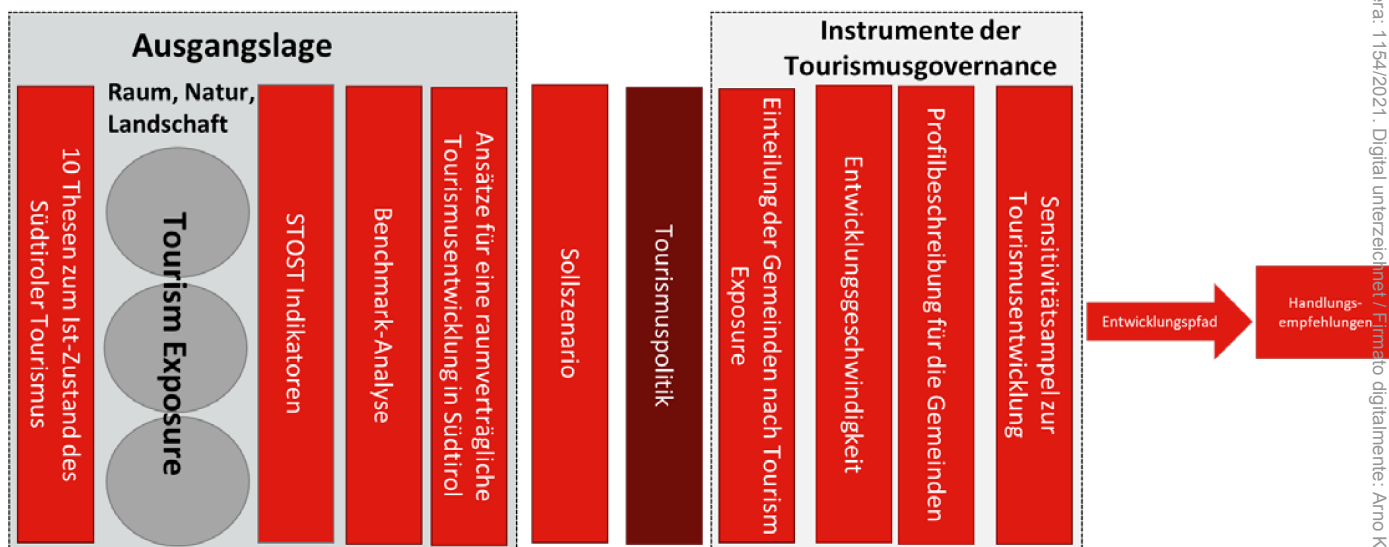 Ausgangslage
10 Thesen zum Ist-Zustand des
Südtiroler Tourismus
Raum, Natur,
Landschaft
Tourism Exposure
STOST Indikatoren
Benchmark-Analyse
Ansätze für eine raumverträgliche
Tourismusentwicklung in Südtirol
Sollszenario
Tourismuspolitik
Instrumente der
Tourismusgovernance
Einteilung der Gemeinden nach Tourism
Exposure
Entwicklungsgeschwindigkeit
Profilbeschreibung für die Gemeinden
Sensitivitätsampel zur
Tourismusentwicklung
Entwicklungspfad
Handlungs-
empfehlungen
1154/2021. Digital unterzeichnet / Firmato digitalmente: Arno